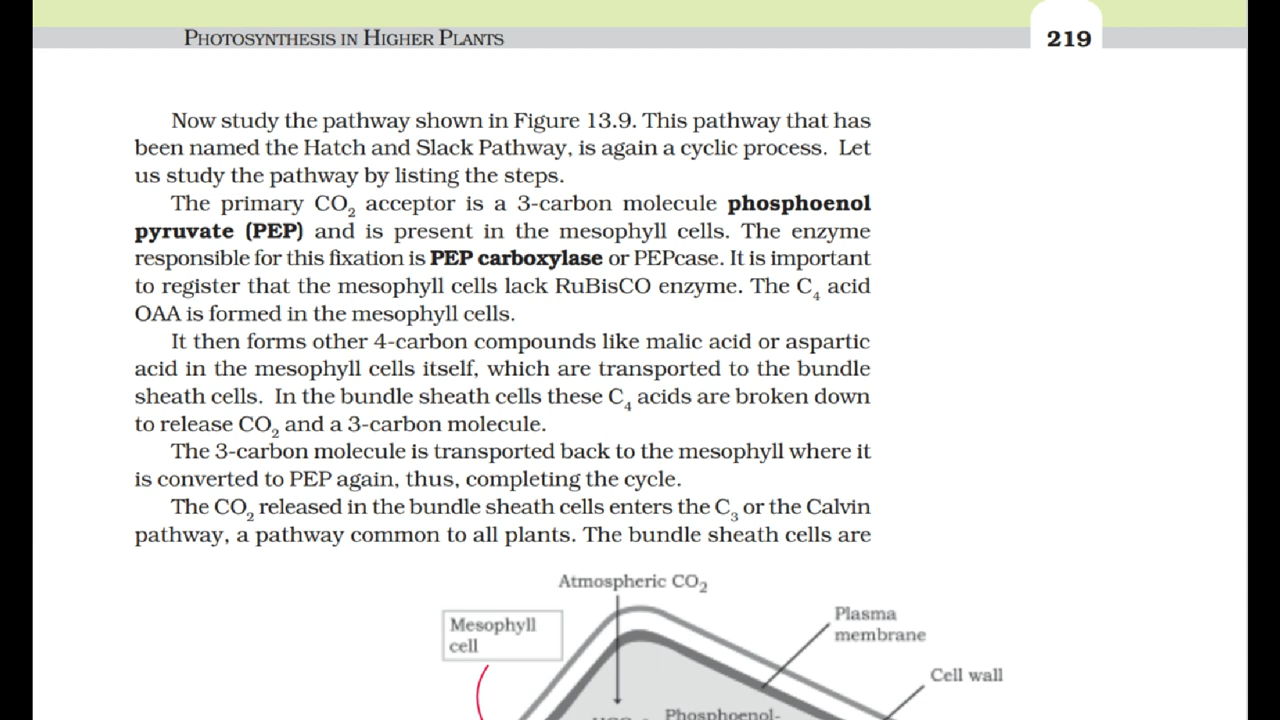 PHOTOSYNTHESIS IN HIGHER PLANTS
219
Now study the pathway shown in Figure 13.9. This pathway that has
been named the Hatch and Slack Pathway, is again a cyclic process. Let
us study the pathway by listing the steps.
The primary CO₂ acceptor is a 3-carbon molecule phosphoenol
pyruvate (PEP) and is present in the mesophyll cells. The enzyme
responsible for this fixation is PEP carboxylase or PEPcase. It is important
to register that the mesophyll cells lack RuBisCO enzyme. The C₄ acid
OAA is formed in the mesophyll cells.
It then forms other 4-carbon compounds like malic acid or aspartic
acid in the mesophyll cells itself, which are transported to the bundle
sheath cells. In the bundle sheath cells these C₄ acids are broken down
to release CO₂ and a 3-carbon molecule.
The 3-carbon molecule is transported back to the mesophyll where it
is converted to PEP again, thus, completing the cycle.
The CO₂ released in the bundle sheath cells enters the C₃ or the Calvin
pathway, a pathway common to all plants. The bundle sheath cells are
Atmospheric CO₂
Mesophyll
cell
Plasma
membrane
Cell wall
Phosphoenol-